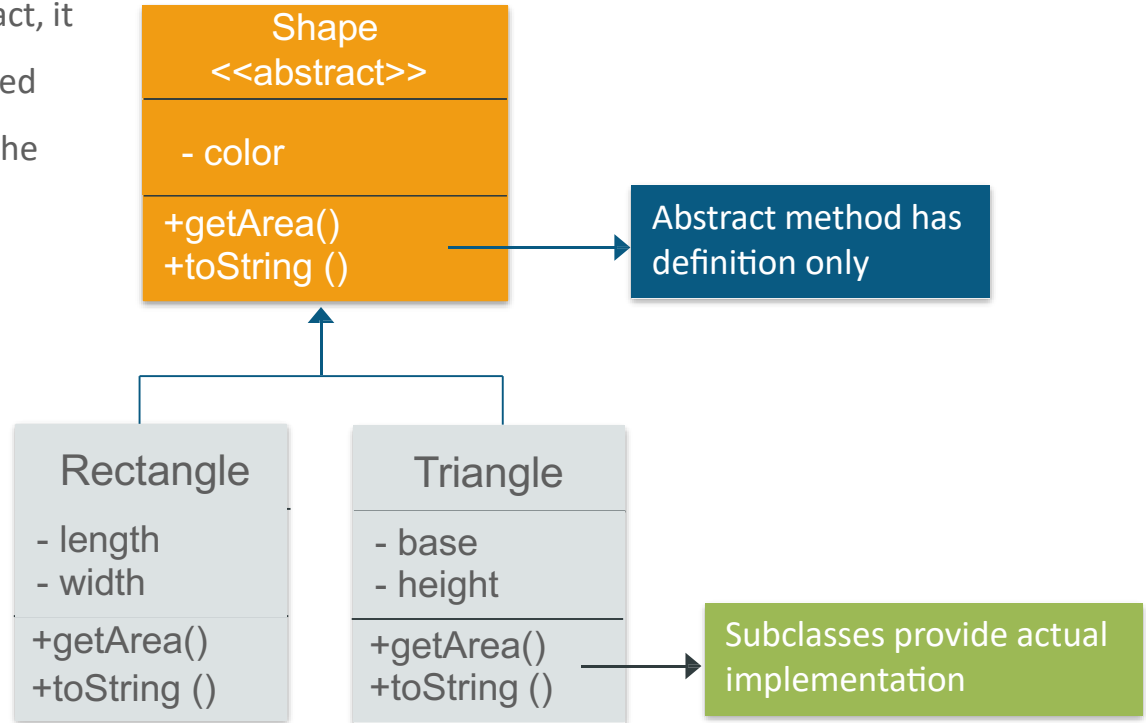 act, it
ed
he
Shape
<<abstract>>
- color
+getArea()
+toString ()
Abstract method has
definition only
Rectangle
- length
- width
+getArea()
+toString ()
Triangle
- base
- height
+getArea()
+toString ()
Subclasses provide actual
implementation